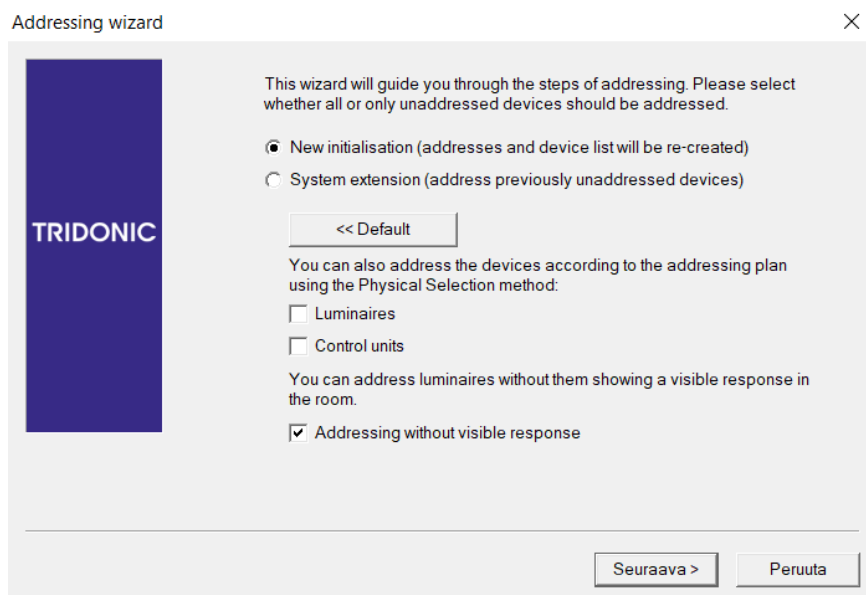 Addressing wizard
This wizard will guide you through the steps of addressing. Please select
whether all or only unaddressed devices should be addressed.
New initialisation (addresses and device list will be re-created)
System extension (address previously unaddressed devices)
TRIDONIC
<< Default
You can also address the devices according to the addressing plan
using the Physical Selection method:
Luminaires
Control units
You can address luminaires without them showing a visible response in
the room.
Addressing without visible response
Seuraava >
Peruuta